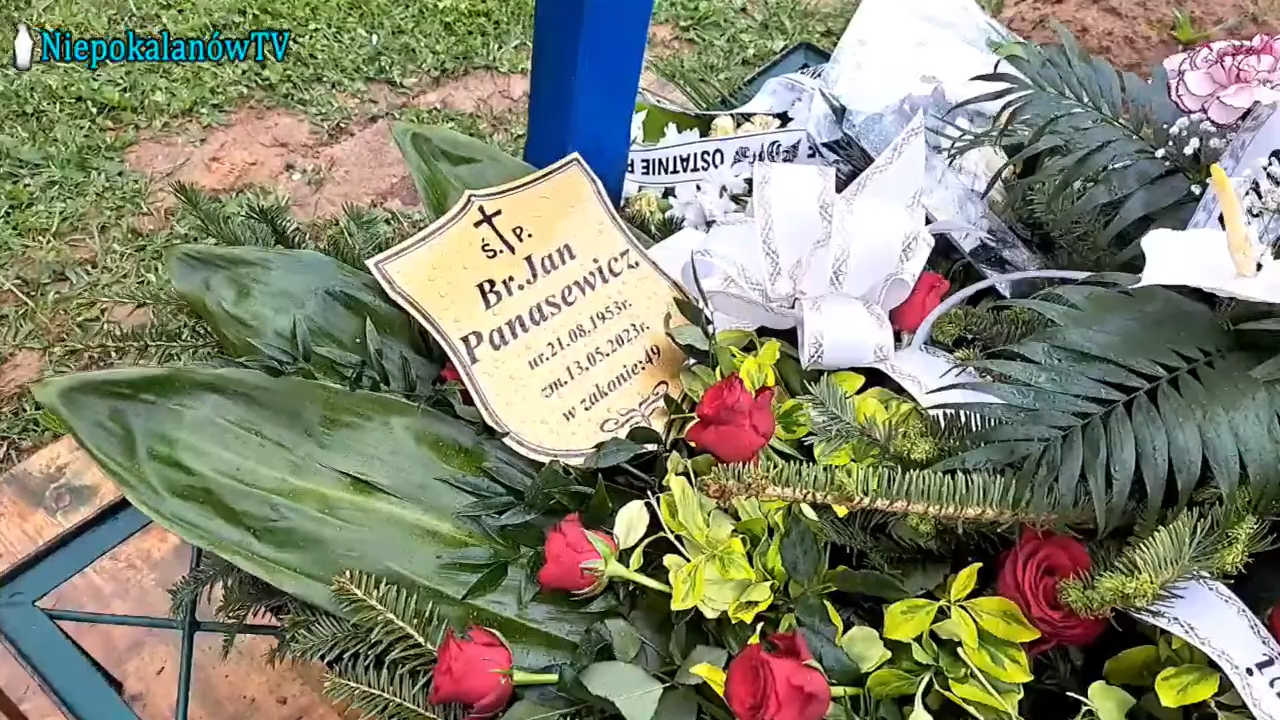 NiepokalanówTV
OSTATNIE
Ś. P.
Br.Jan
Panasewicz
ur.21.08.1953r.
zm.13.05.2023r.
w zakonie:49